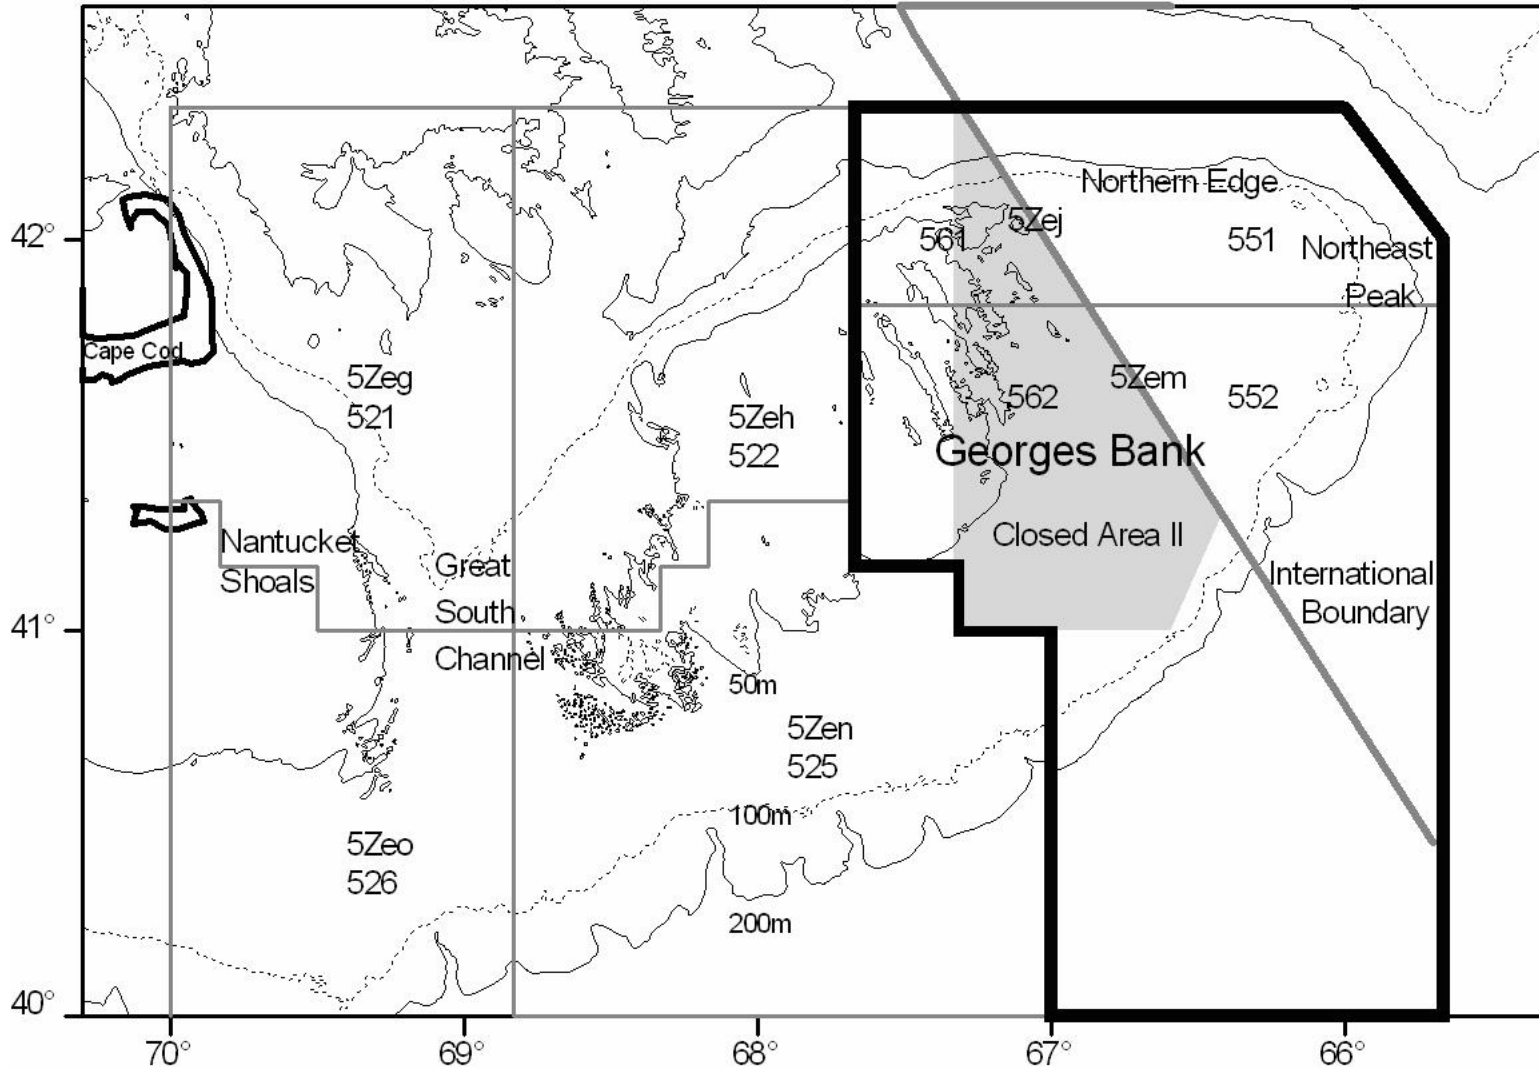 Northern Edge
5Zej
42°
561
551
Northeast
Peak
Cape Cod
5Zeg
521
5Zem
562
552
5Zeh
522
Georges Bank
Nantucket
Shoals
Closed Area II
Great
South
Channel
International
Boundary
41°
50m
5Zen
525
100m
5Zeo
526
200m
40°
70°
69°
68°
67°
66°